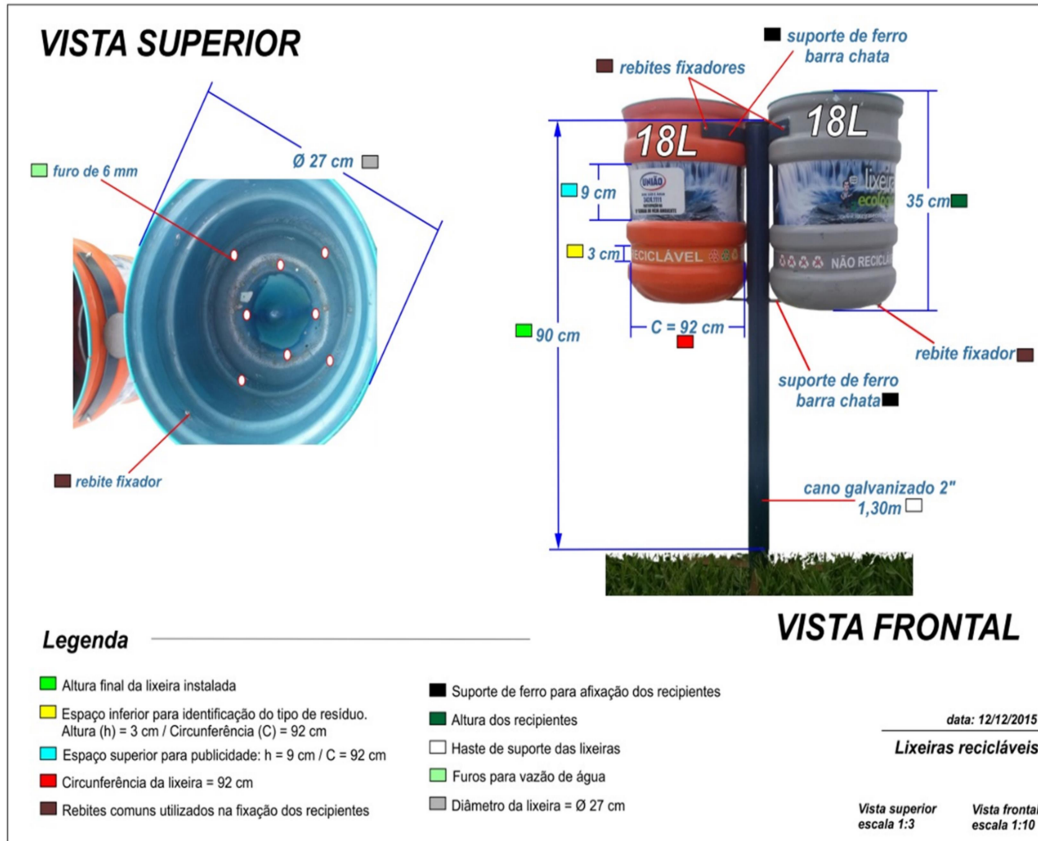 VISTA SUPERIOR
furo de 6 mm
Ø 27 cm
rebite fixador
suporte de ferro
barra chata
rebites fixadores
18L
18L
UNIÃO
lixeira
ecológi
9 cm
35 cm
3 cm
RECICLÁVEL
NÃO RECICLÁ
C = 92 cm
90 cm
rebite fixador
suporte de ferro
barra chata
cano galvanizado 2"
1,30m
VISTA FRONTAL
Legenda
Altura final da lixeira instalada
Espaço inferior para identificação do tipo de resíduo.
Altura (h) = 3 cm / Circunferência (C) = 92 cm
Espaço superior para publicidade: h = 9 cm / C = 92 cm
Circunferência da lixeira = 92 cm
Rebites comuns utilizados na fixação dos recipientes
Suporte de ferro para afixação dos recipientes
Altura dos recipientes
Haste de suporte das lixeiras
Furos para vazão de água
Diâmetro da lixeira = Ø 27 cm
data: 12/12/2015
Lixeiras recicláveis
Vista superior
escala 1:3
Vista frontal
escala 1:10